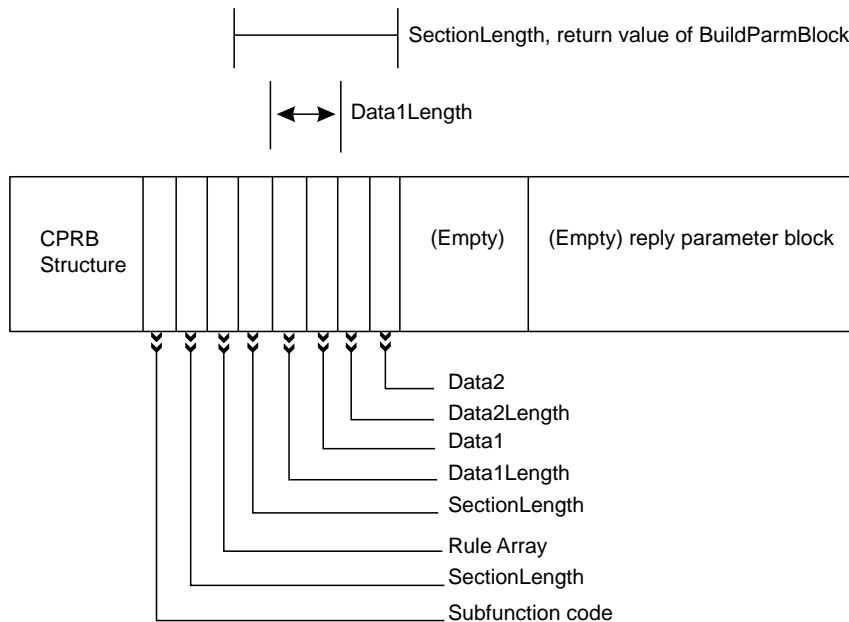 SectionLength, return value of BuildParmBlock
Data1Length
CPRB
Structure
(Empty)
(Empty) reply parameter block
Data2
Data2Length
Data1
Data1Length
SectionLength
Rule Array
SectionLength
Subfunction code